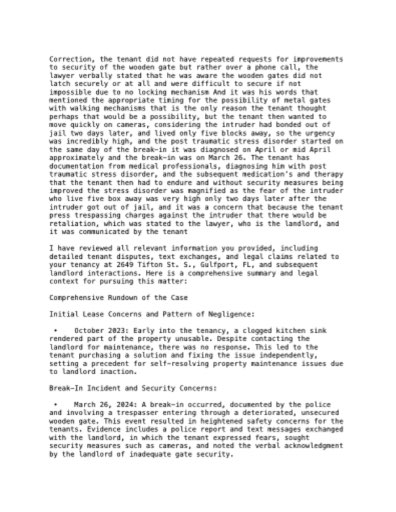 Correction, the tenant did not have repeated requests for improvements
to security of the wooden gate but rather over a phone call, the
lawyer verbally stated that he was aware the wooden gates did not
latch securely or at all and were difficult to secure if not
impossible due to no locking mechanism And it was his words that
mentioned the appropriate timing for the possibility of metal gates
with walking mechanisms that is the only reason the tenant thought
perhaps that would be a possibility, but the tenant then wanted to
move quickly on cameras, considering the intruder had bonded out of
jail two days later, and lived only five blocks away, so the urgency
was incredibly high, and the post traumatic stress disorder started on
the same day of the break-in it was diagnosed on April or mid April
approximately and the break-in was on March 26. The tenant has
documentation from medical professionals, diagnosing him with post
traumatic stress disorder, and the subsequent medication's and therapy
that the tenant then had to endure and without security measures being
improved the stress disorder was magnified as the fear of the intruder
who live five box away was very high only two days later after the
intruder got out of jail, and it was a concern that because the tenant
press trespassing charges against the intruder that there would be
retaliation, which was stated to the lawyer, who is the landlord, and
it was communicated by the tenant
I have reviewed all relevant information you provided, including
detailed tenant disputes, text exchanges, and legal claims related to
your tenancy at 2649 Tifton St. S., Gulfport, FL, and subsequent
landlord interactions. Here is a comprehensive summary and legal
context for pursuing this matter:
Comprehensive Rundown of the Case
Initial Lease Concerns and Pattern of Negligence:
• October 2023: Early into the tenancy, a clogged kitchen sink
rendered part of the property unusable. Despite contacting the
landlord for maintenance, there was no response. This led to the
tenant purchasing a solution and fixing the issue independently,
setting a precedent for self-resolving property maintenance issues due
to landlord inaction.
Break-In Incident and Security Concerns:
• March 26, 2024: A break-in occurred, documented by the police
and involving a trespasser entering through a deteriorated, unsecured
wooden gate. This event resulted in heightened safety concerns for the
tenants. Evidence includes a police report and text messages exchanged
with the landlord, in which the tenant expressed fears, sought
security measures such as cameras, and noted the verbal acknowledgment
by the landlord of inadequate gate security.